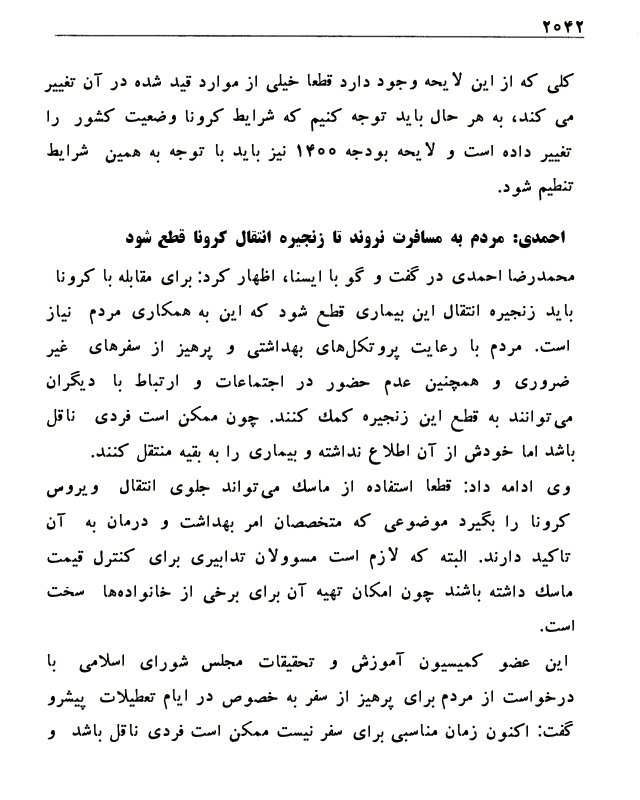 ۲۰۴۲
کلی که از این لایحه وجود دارد قطعا خیلی از موارد قید شده در آن تغییر
می کند، به هر حال باید توجه کنیم که شرایط کرونا وضعیت کشور را
تغییر داده است و لایحه بودجه ۱۴۰۰ نیز باید با توجه به همین شرایط
تنطیم شود.
احمدی: مردم به مسافرت نروند تا زنجیره انتقال کرونا قطع شود
محمدرضا احمدی در گفت و گو با ایسنا، اظهار کرد: برای مقابله با کرونا
باید زنجیره انتقال این بیماری قطع شود که این به همکاری مردم نیاز
است. مردم با رعایت پروتکل‌های بهداشتی و پرهیز از سفرهای غیر
ضروری و همچنین عدم حضور در اجتماعات و ارتباط با دیگران
می‌توانند به قطع این زنجیره کمك کنند. چون ممکن است فردی ناقل
باشد اما خودش از آن اطلاع نداشته و بیماری را به بقیه منتقل کنند.
وی ادامه داد: قطعا استفاده از ماسك می‌تواند جلوی انتقال ویروس
کرونا را بگیرد موضوعی که متخصصان امر بهداشت و درمان به آن
تاکید دارند. البته که لازم است مسوولان تدابیری برای کنترل قیمت
ماسك داشته باشند چون امکان تهیه آن برای برخی از خانواده‌ها سخت
است.
این عضو کمیسیون آموزش و تحقیقات مجلس شورای اسلامی با
درخواست از مردم برای پرهیز از سفر به خصوص در ایام تعطیلات پیشرو
گفت: اکنون زمان مناسبی برای سفر نیست ممکن است فردی ناقل باشد و